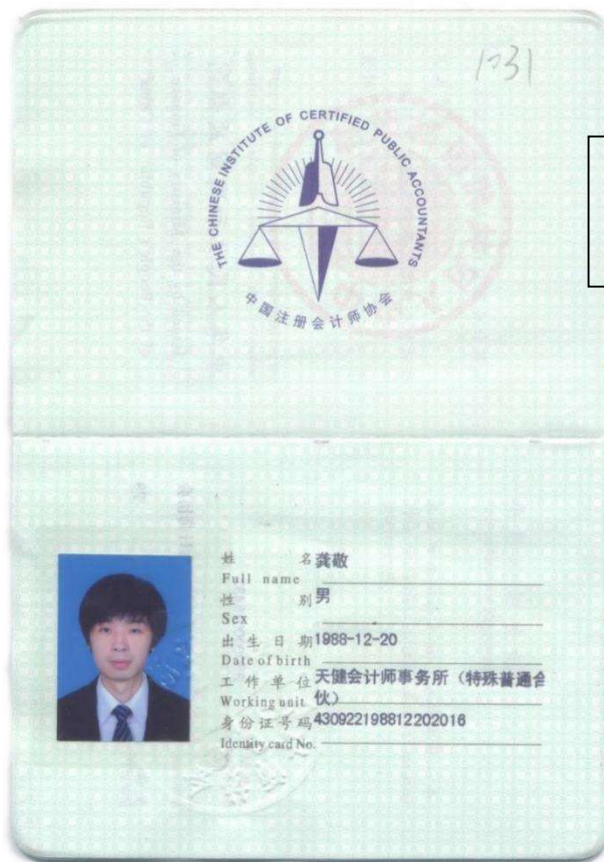 1031
THE CHINESE INSTITUTE OF CERTIFIED PUBLIC ACCOUNTANTS
中国注册会计师协会
姓 名 龚敬
Full name
性 别 男
Sex
出生日期 1988-12-20
Date of birth
工作单位 天健会计师事务所（特殊普通合
Working unit 伙）
身份证号码 430922198812202016
Identity card No.